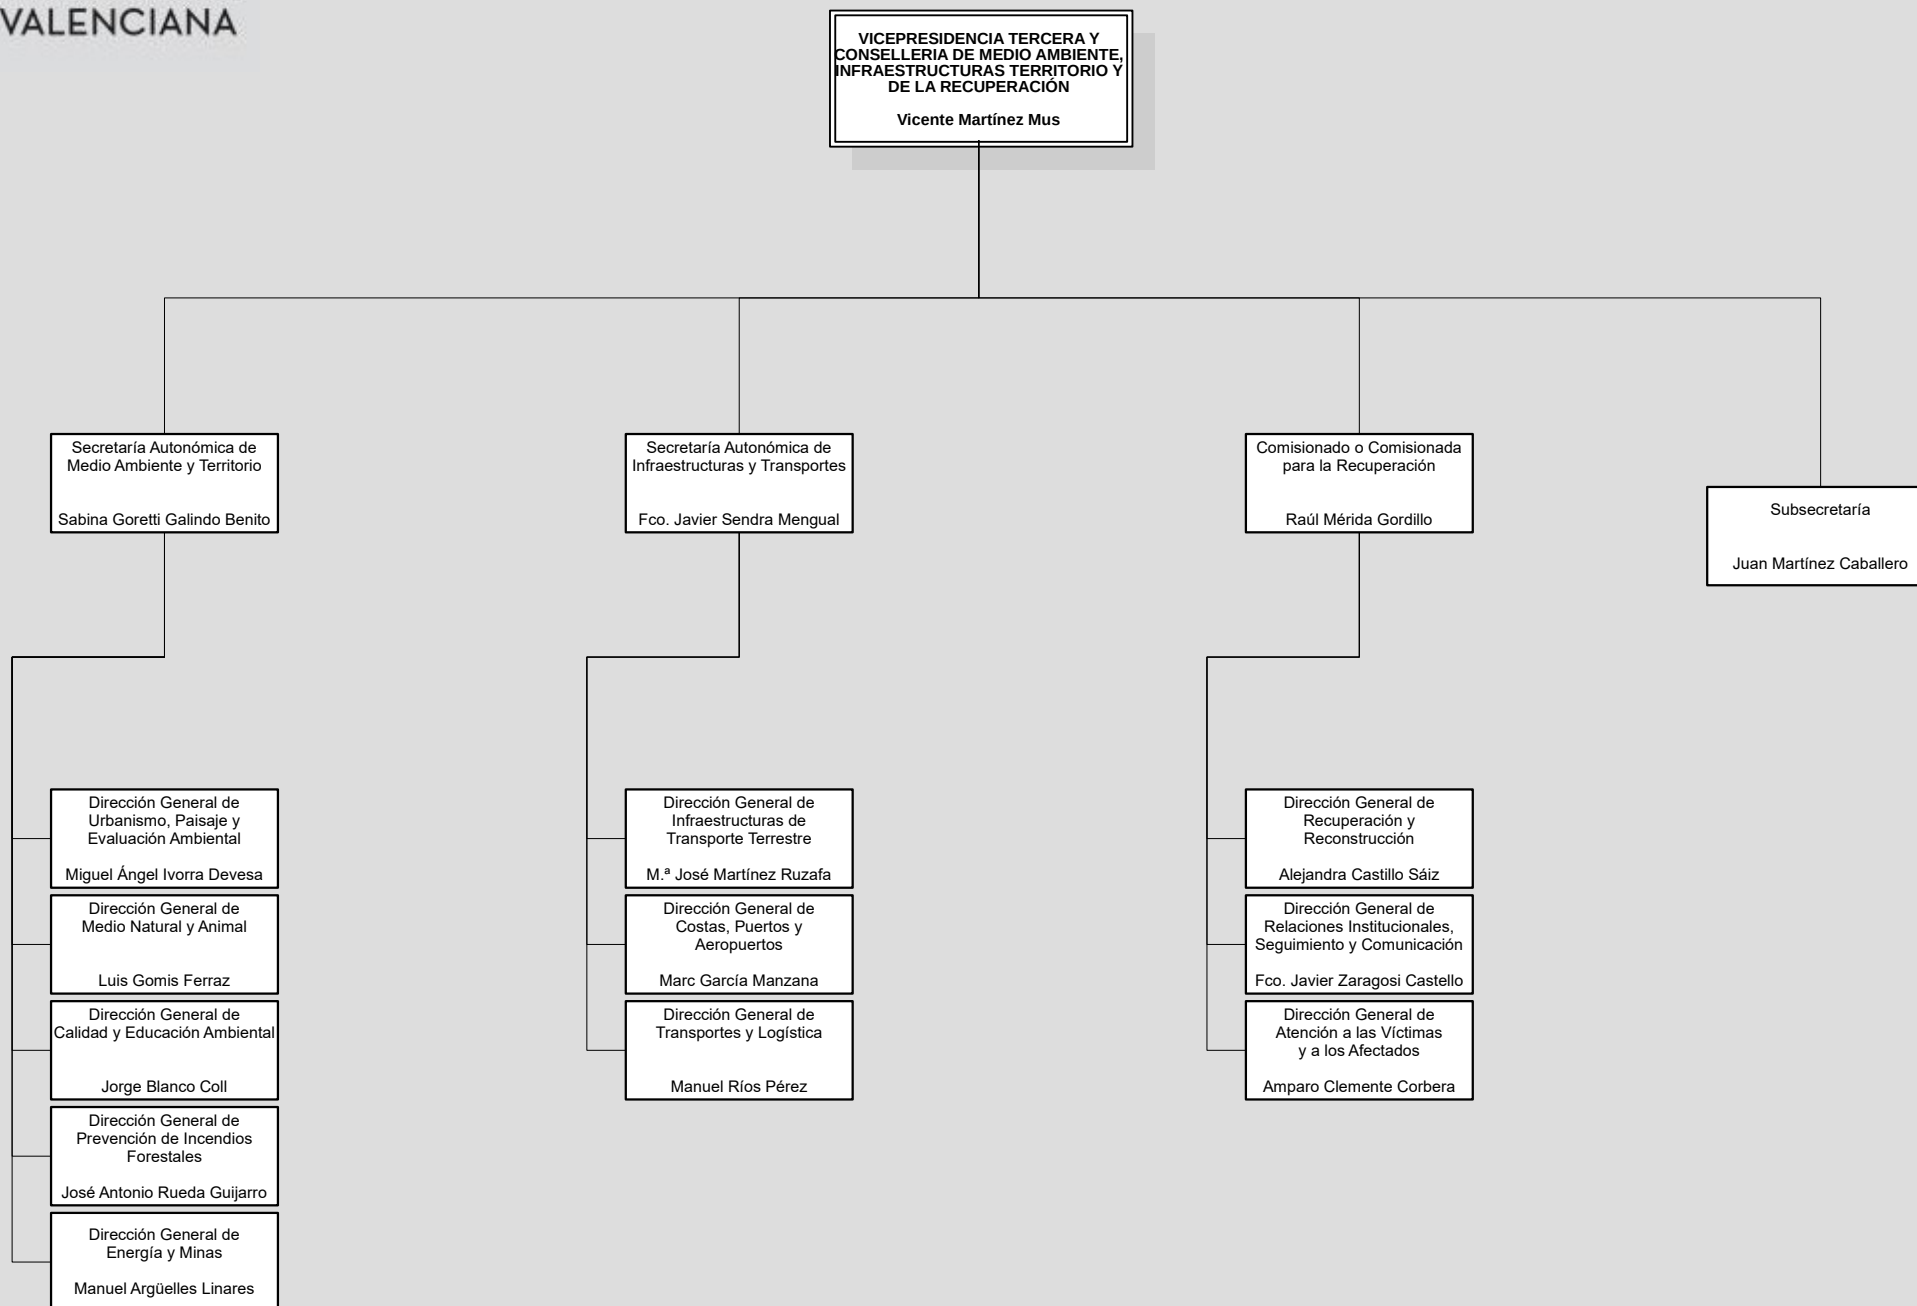 VALENCIANA
VICEPRESIDENCIA TERCERA Y
CONSELLERIA DE MEDIO AMBIENTE,
INFRAESTRUCTURAS TERRITORIO Y
DE LA RECUPERACIÓN
Vicente Martínez Mus
Secretaría Autonómica de
Medio Ambiente y Territorio
Sabina Goretti Galindo Benito
Secretaría Autonómica de
Infraestructuras y Transportes
Fco. Javier Sendra Mengual
Comisionado o Comisionada
para la Recuperación
Raúl Mérida Gordillo
Subsecretaría
Juan Martínez Caballero
Dirección General de
Urbanismo, Paisaje y
Evaluación Ambiental
Miguel Ángel Ivorra Devesa
Dirección General de
Medio Natural y Animal
Luis Gomis Ferraz
Dirección General de
Calidad y Educación Ambiental
Jorge Blanco Coll
Dirección General de
Prevención de Incendios
Forestales
José Antonio Rueda Guijarro
Dirección General de
Energía y Minas
Manuel Argüelles Linares
Dirección General de
Infraestructuras de
Transporte Terrestre
M.ª José Martínez Ruzafa
Dirección General de
Costas, Puertos y
Aeropuertos
Marc García Manzana
Dirección General de
Transportes y Logística
Manuel Ríos Pérez
Dirección General de
Recuperación y
Reconstrucción
Alejandra Castillo Sáiz
Dirección General de
Relaciones Institucionales,
Seguimiento y Comunicación
Fco. Javier Zaragosi Castello
Dirección General de
Atención a las Víctimas
y a los Afectados
Amparo Clemente Corbera